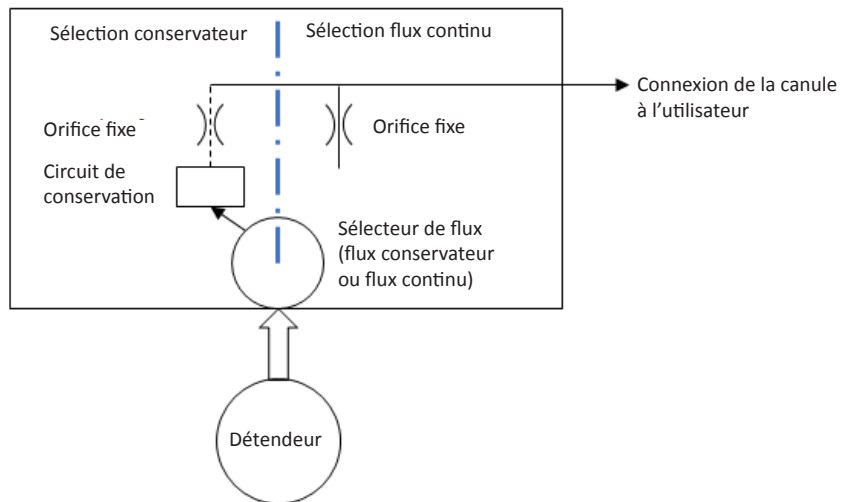 Sélection conservateur
Sélection flux continu
Connexion de la canule
à l'utilisateur
Orifice fixe
Orifice fixe
Circuit de
conservation
Sélecteur de flux
(flux conservateur
ou flux continu)
Détendeur